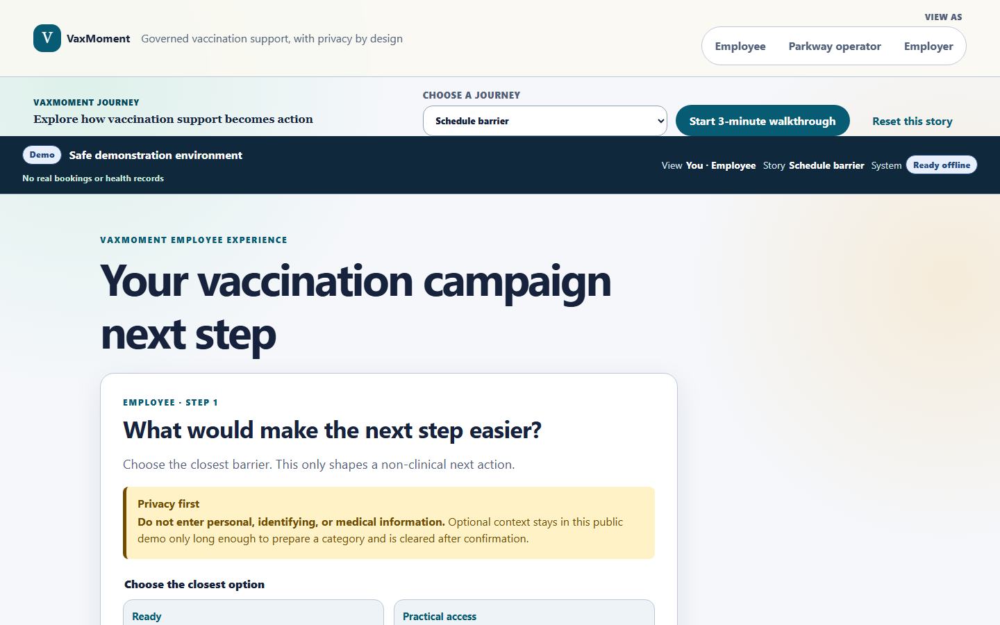 V
VaxMoment
Governed vaccination support, with privacy by design
VIEW AS
Employee
Parkway operator
Employer
VAXMOMENT JOURNEY
Explore how vaccination support becomes action
CHOOSE A JOURNEY
Schedule barrier
Start 3-minute walkthrough
Reset this story
Demo
Safe demonstration environment
No real bookings or health records
View You · Employee Story Schedule barrier System Ready offline
VAXMOMENT EMPLOYEE EXPERIENCE
Your vaccination campaign
next step
EMPLOYEE · STEP 1
What would make the next step easier?
Choose the closest barrier. This only shapes a non-clinical next action.
Privacy first
Do not enter personal, identifying, or medical information. Optional context stays in this public
demo only long enough to prepare a category and is cleared after confirmation.
Choose the closest option
Ready
Practical access